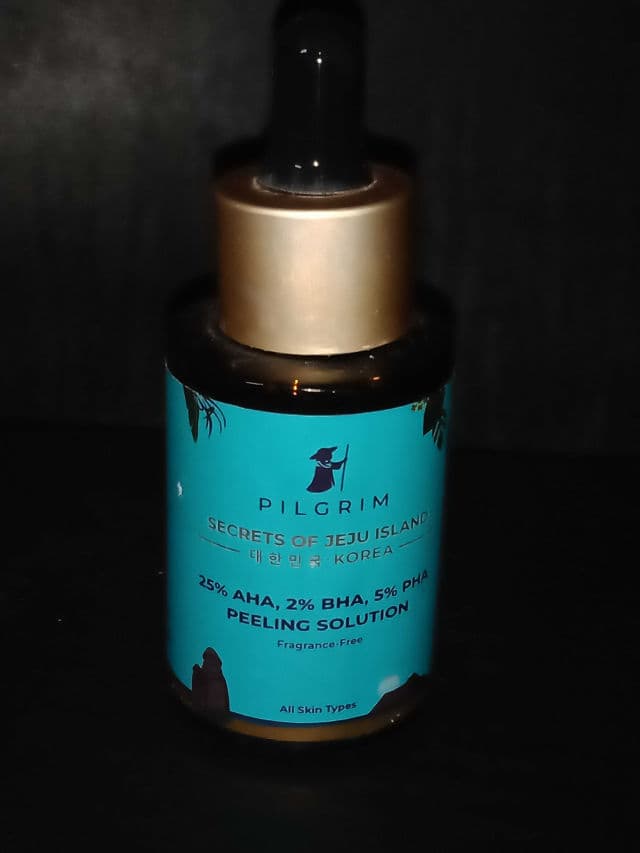 PILGRIM
SECRETS OF JEJU ISLAND
대한민국 · KOREA
25% AHA, 2% BHA, 5% PHA
PEELING SOLUTION
Fragrance-Free
All Skin Types